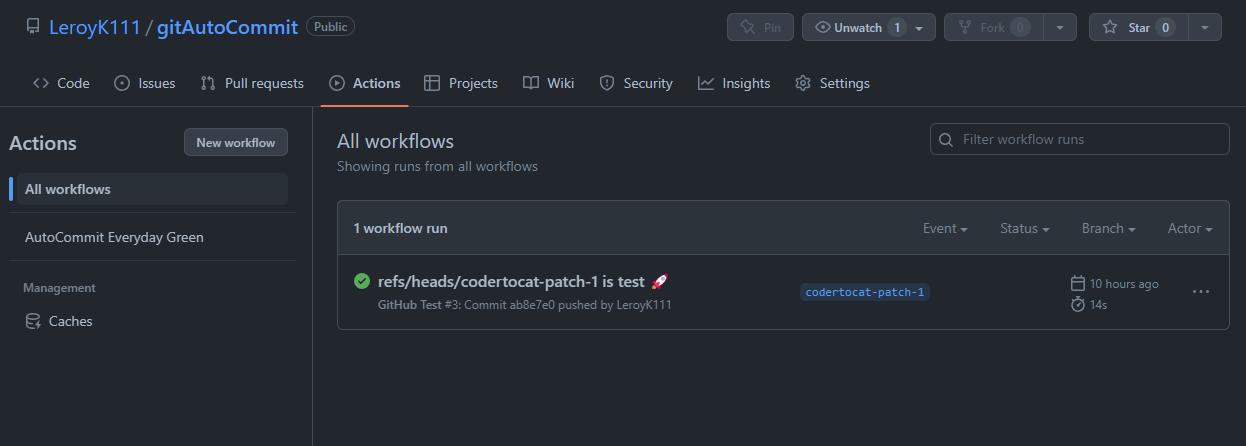 LeroyK111 / gitAutoCommit Public
Pin Unwatch 1 Fork 0 Star 0
Code Issues Pull requests Actions Projects Wiki Security Insights Settings
Actions New workflow
All workflows
AutoCommit Everyday Green
Management
Caches
All workflows
Showing runs from all workflows
Filter workflow runs
1 workflow run Event Status Branch Actor
refs/heads/codertocat-patch-1 is test 🚀
GitHub Test #3: Commit ab8e7e0 pushed by LeroyK111
codertocat-patch-1
10 hours ago
14s